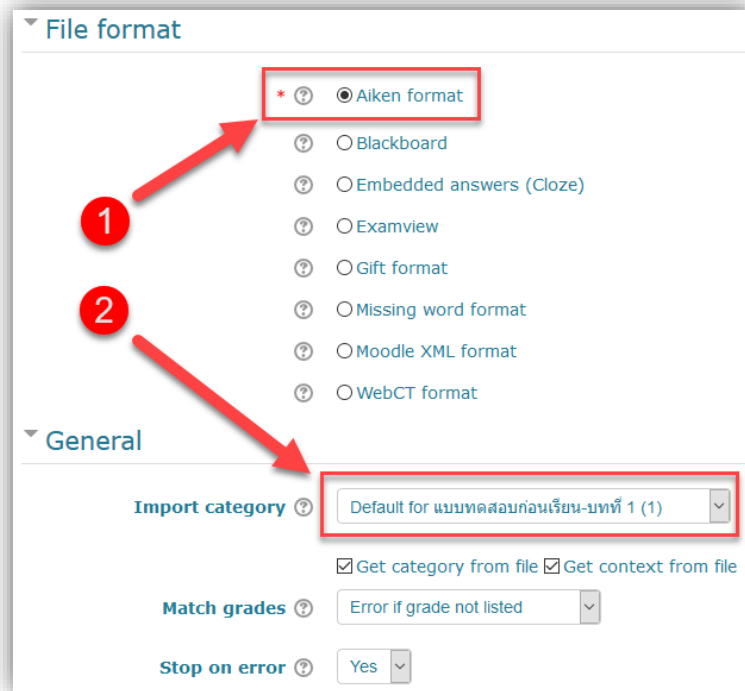 File format
* Aiken format
Blackboard
Embedded answers (Cloze)
Examview
1
Gift format
2
Missing word format
Moodle XML format
WebCT format
General
Import category Default for แบบทดสอบก่อนเรียน-บทที่ 1 (1)
Get category from file Get context from file
Match grades Error if grade not listed
Stop on error Yes